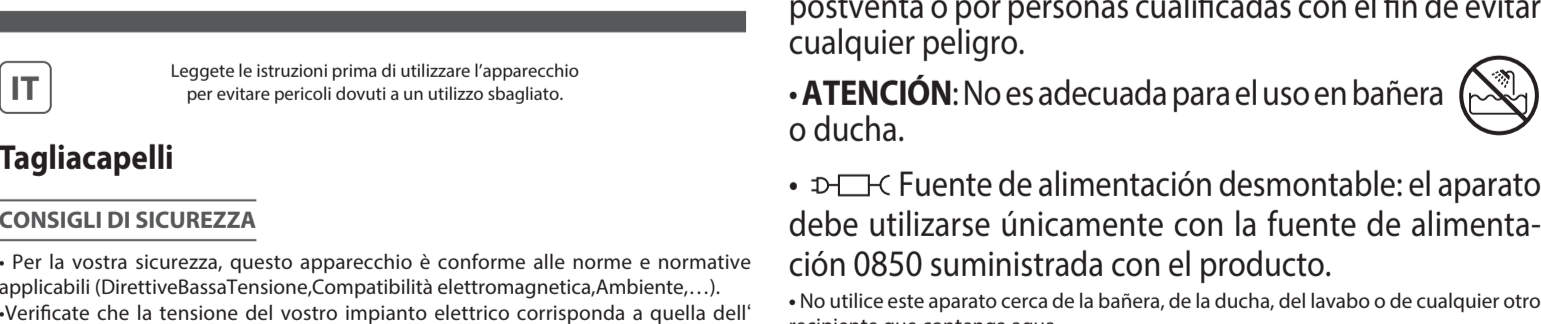 IT
Leggete le istruzioni prima di utilizzare l’apparecchio
per evitare pericoli dovuti a un utilizzo sbagliato.
Tagliacapelli
CONSIGLI DI SICUREZZA
• Per la vostra sicurezza, questo apparecchio è conforme alle norme e normative
applicabili (DirettiveBassaTensione,Compatibilità elettromagnetica,Ambiente,…).
•Verificate che la tensione del vostro impianto elettrico corrisponda a quella dell‘
postventa o por personas cualificadas con el fin de evitar
cualquier peligro.
• ATENCIÓN: No es adecuada para el uso en bañera
o ducha.
• Fuente de alimentación desmontable: el aparato
debe utilizarse únicamente con la fuente de alimenta-
ción 0850 suministrada con el producto.
• No utilice este aparato cerca de la bañera, de la ducha, del lavabo o de cualquier otro
recipiente que contenga agua.